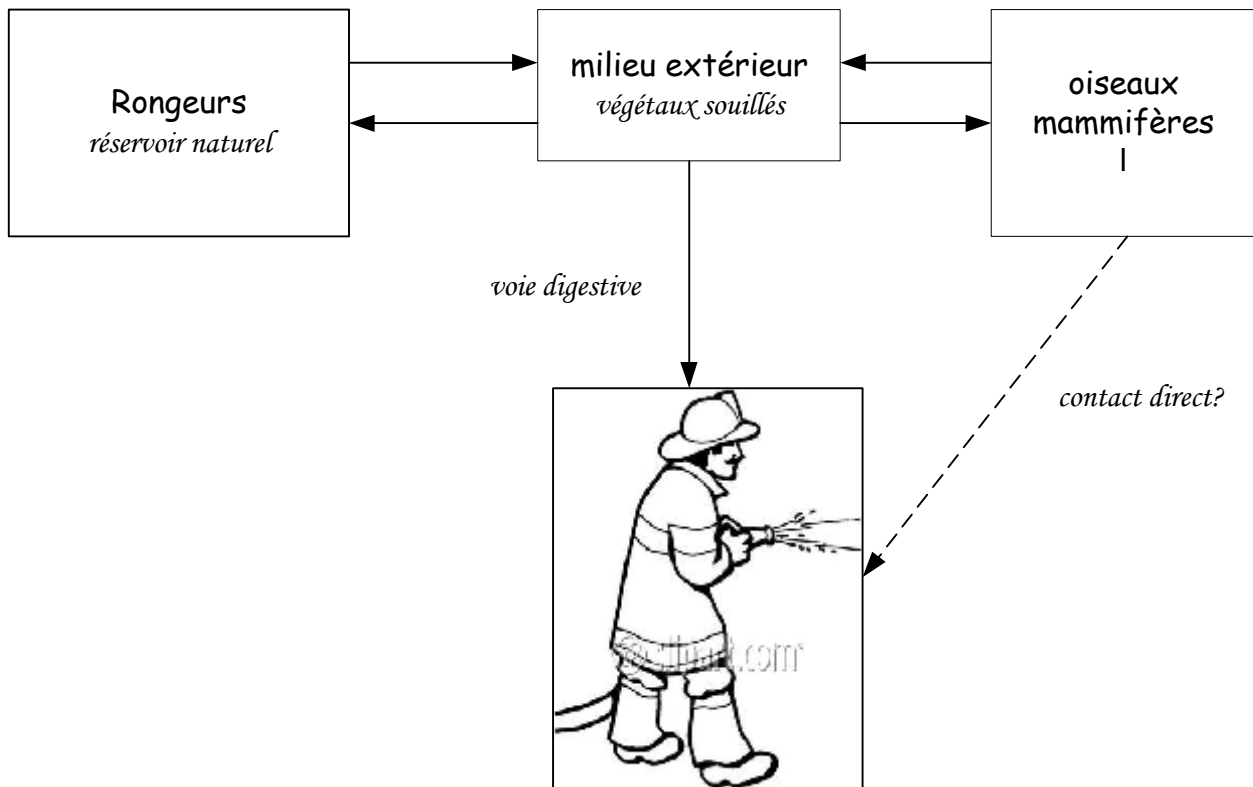 Rongeurs
réservoir naturel
milieu extérieur
végétaux souillés
oiseaux
mammifères
l
voie digestive
contact direct?